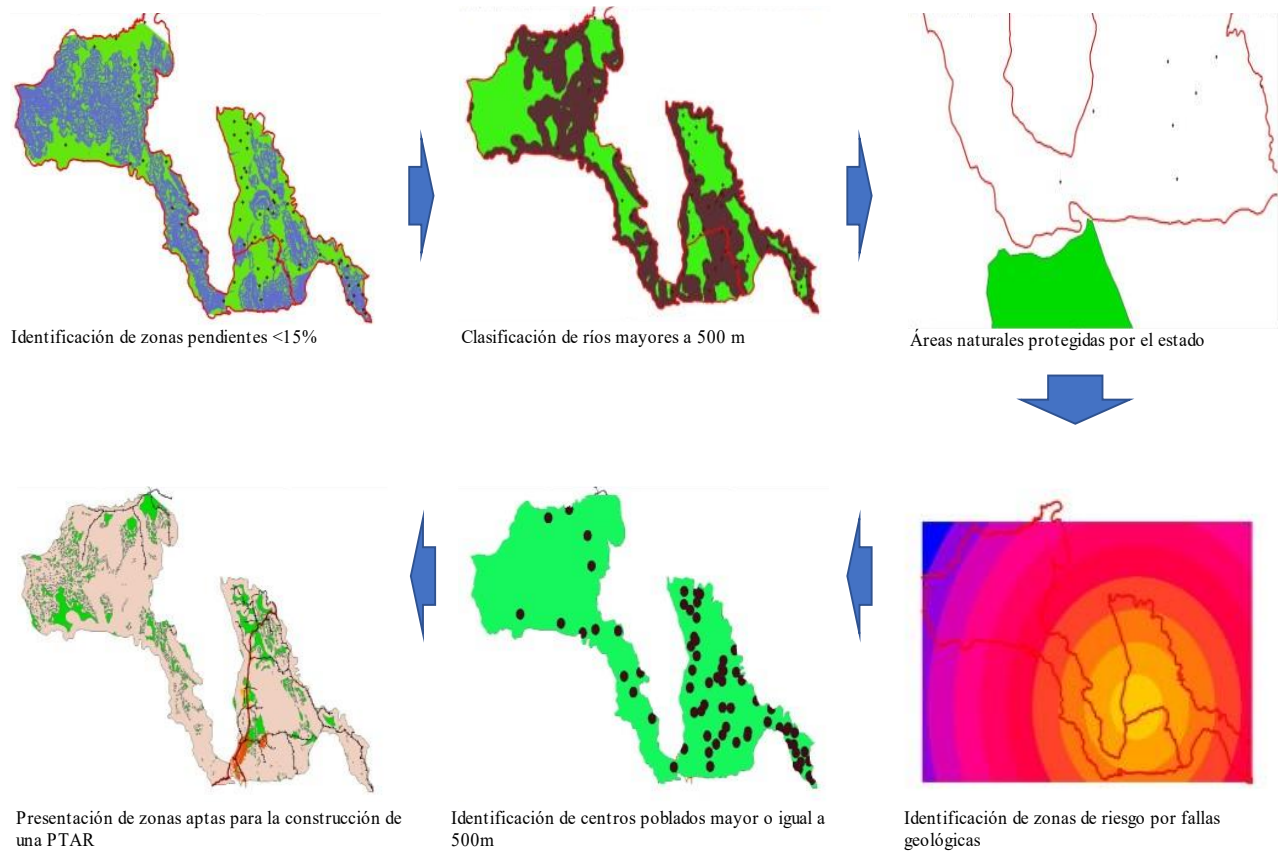 Identificación de zonas pendientes <15%
Clasificación de ríos mayores a 500 m
Áreas naturales protegidas por el estado
Presentación de zonas aptas para la construcción de
una PTAR
Identificación de centros poblados mayor o igual a
500m
Identificación de zonas de riesgo por fallas
geológicas